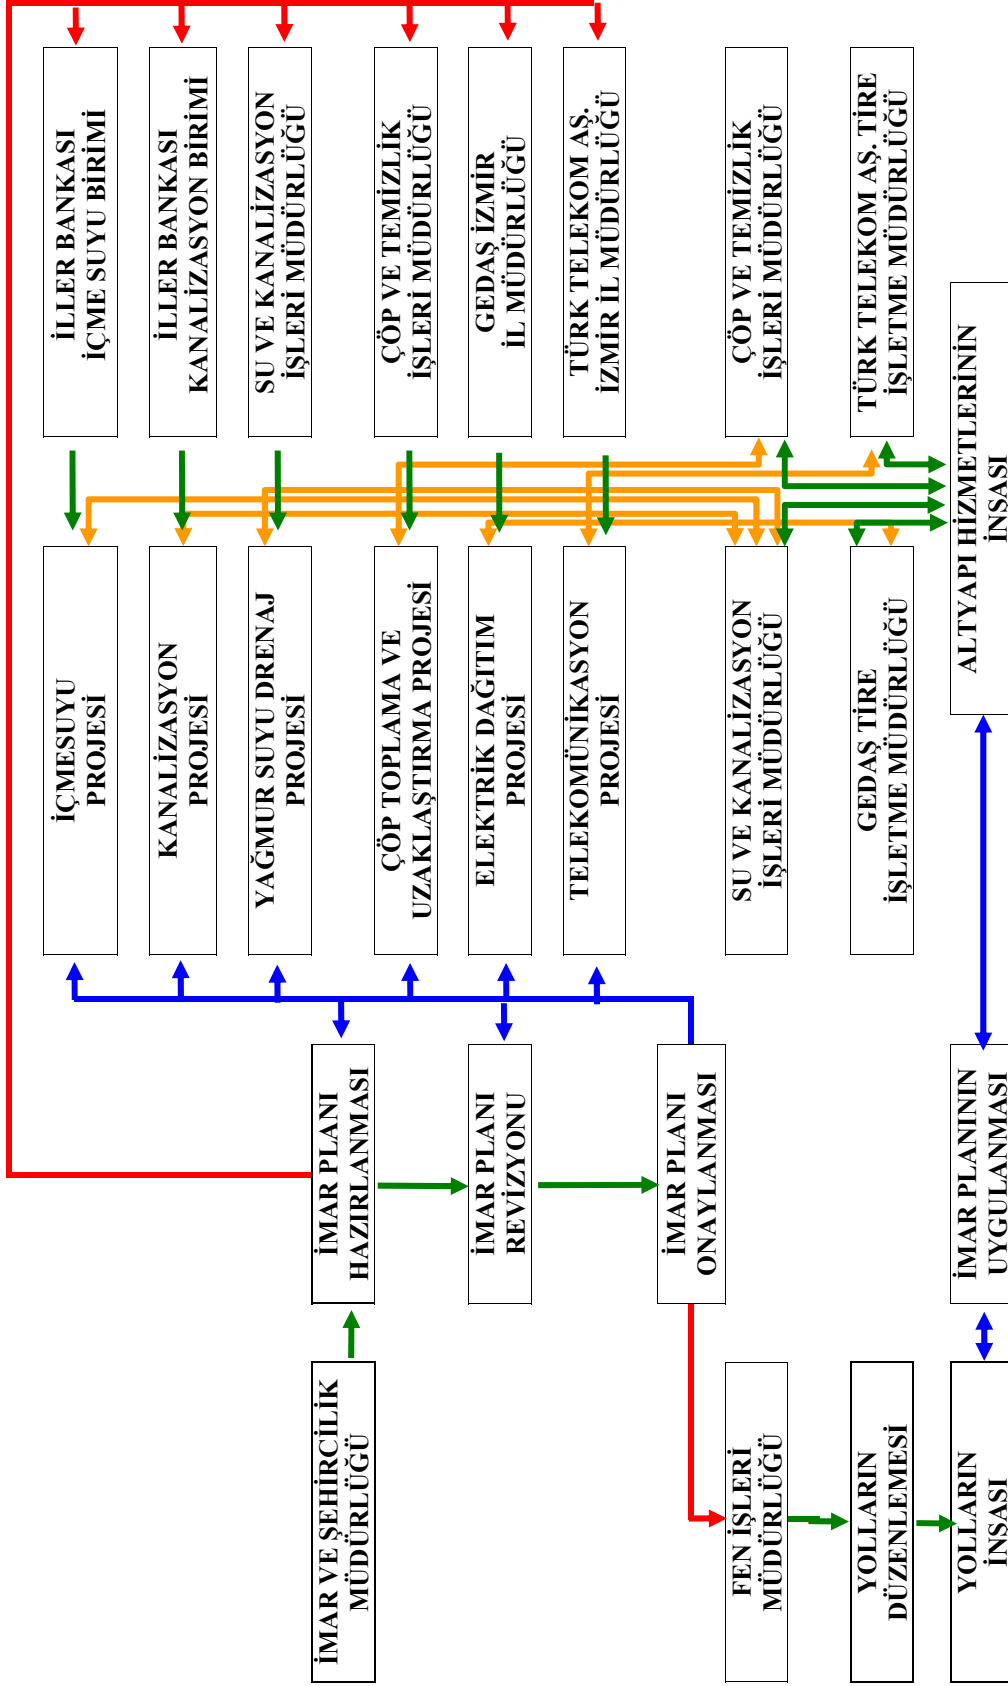 İMAR VE ŞEHİRCİLİK
MÜDÜRLÜĞÜ
FEN İŞLERİ
MÜDÜRLÜĞÜ
YOLLARIN
DÜZENLEMESİ
YOLLARIN
İNŞASI
İMAR PLANI
HAZIRLANMASI
İMAR PLANI
REVİZYONU
İMAR PLANI
ONAYLANMASI
İMAR PLANININ
UYGULANMASI
İÇMESUYU
PROJESİ
KANALİZASYON
PROJESİ
YAĞMUR SUYU DRENAJ
PROJESİ
ÇÖP TOPLAMA VE
UZAKLAŞTIRMA PROJESİ
ELEKTRİK DAĞITIM
PROJESİ
TELEKOMÜNİKASYON
PROJESİ
SU VE KANALİZASYON
İŞLERİ MÜDÜRLÜĞÜ
GEDAŞ TİRE
İŞLETME MÜDÜRLÜĞÜ
ALTYAPI HİZMETLERİNİN
İNŞASI
İLLER BANKASI
İÇME SUYU BİRİMİ
İLLER BANKASI
KANALİZASYON BİRİMİ
SU VE KANALİZASYON
İŞLERİ MÜDÜRLÜĞÜ
ÇÖP VE TEMİZLİK
İŞLERİ MÜDÜRLÜĞÜ
GEDAŞ İZMİR
İL MÜDÜRLÜĞÜ
TÜRK TELEKOM AŞ.
İZMİR İL MÜDÜRLÜĞÜ
ÇÖP VE TEMİZLİK
İŞLERİ MÜDÜRLÜĞÜ
TÜRK TELEKOM AŞ. TİRE
İŞLETME MÜDÜRLÜĞÜ